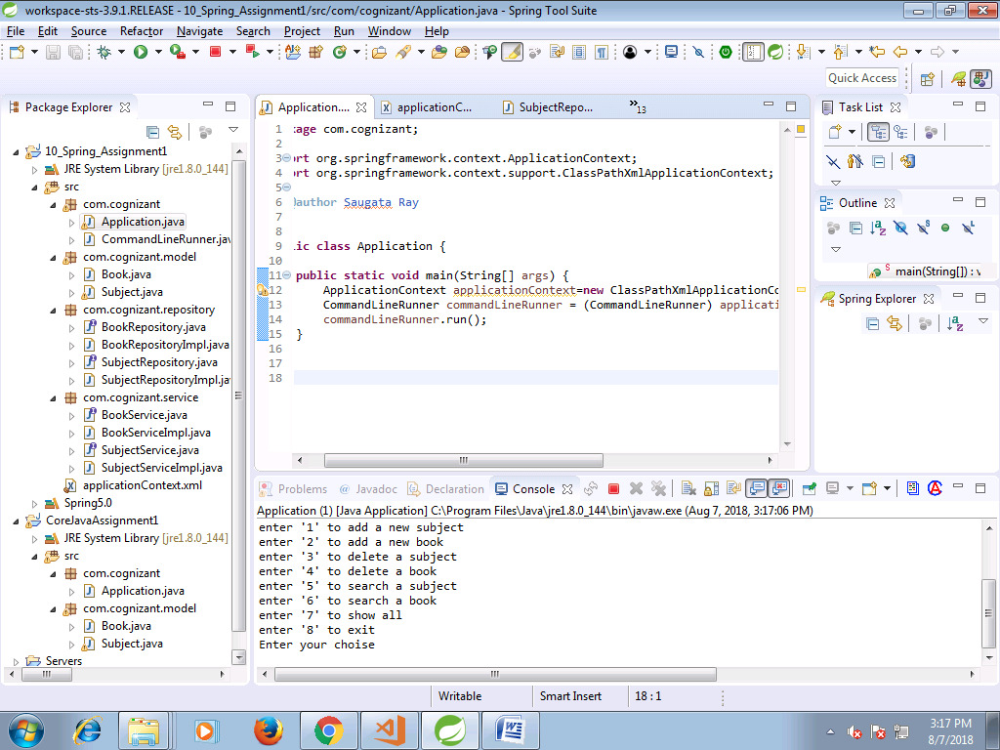 workspace-sts-3.9.1.RELEASE - 10_Spring_Assignment1/src/com/cognizant/Application.java - Spring Tool Suite
File Edit Source Refactor Navigate Search Project Run Window Help
Quick Access
Package Explorer
10_Spring_Assignment1
JRE System Library [jre1.8.0_144]
src
com.cognizant
Application.java
CommandLineRunner.jav
com.cognizant.model
Book.java
Subject.java
com.cognizant.repository
BookRepository.java
BookRepositoryImpl.java
SubjectRepository.java
SubjectRepositoryImpl.ja
com.cognizant.service
BookService.java
BookServiceImpl.java
SubjectService.java
SubjectServiceImpl.java
applicationContext.xml
Spring5.0
CoreJavaAssignment1
JRE System Library [jre1.8.0_144]
src
com.cognizant
Application.java
com.cognizant.model
Book.java
Subject.java
Servers
Application.... applicationC... SubjectRepo... »13
1 age com.cognizant;
2
3 rt org.springframework.context.ApplicationContext;
4 rt org.springframework.context.support.ClassPathXmlApplicationContext;
5
6 author Saugata Ray
7
8
9 ic class Application {
10
11 public static void main(String[] args) {
12 ApplicationContext applicationContext=new ClassPathXmlApplicationCo
13 CommandLineRunner commandLineRunner = (CommandLineRunner) applicati
14 commandLineRunner.run();
15 }
16
17
18
Task List
Outline
main(String[]) : v
Spring Explorer
Problems @ Javadoc Declaration Console
Application (1) [Java Application] C:\Program Files\Java\jre1.8.0_144\bin\javaw.exe (Aug 7, 2018, 3:17:06 PM)
enter '1' to add a new subject
enter '2' to add a new book
enter '3' to delete a subject
enter '4' to delete a book
enter '5' to search a subject
enter '6' to search a book
enter '7' to show all
enter '8' to exit
Enter your choise
Writable Smart Insert 18 : 1
3:17 PM
8/7/2018